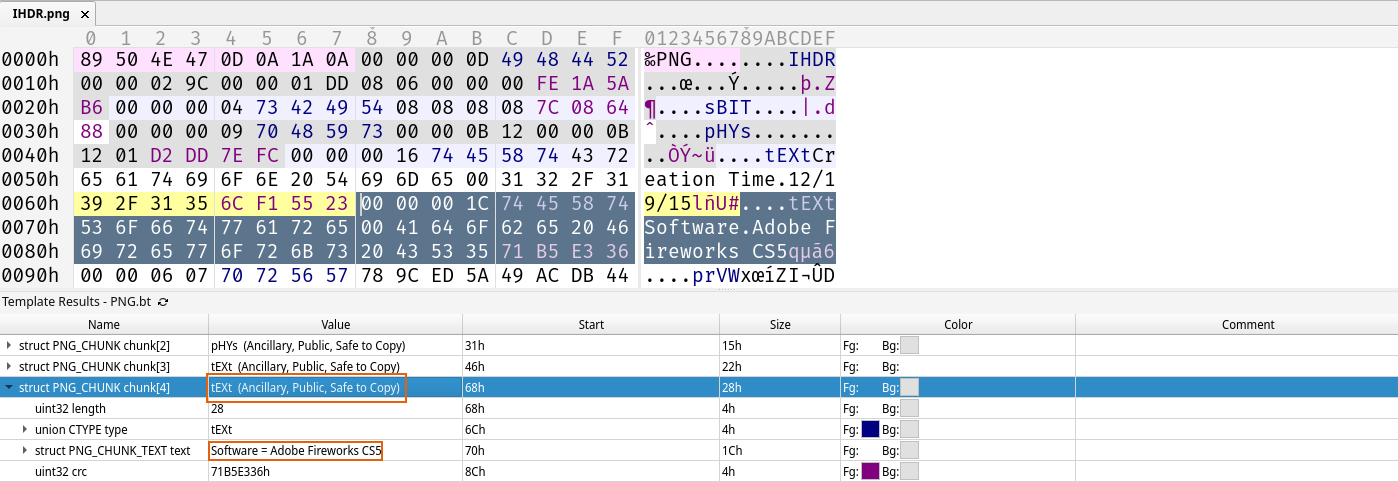 IHDR.png ×
0 1 2 3 4 5 6 7 8 9 A B C D E F 0123456789ABCDEF
0000h 89 50 4E 47 0D 0A 1A 0A 00 00 00 0D 49 48 44 52 ‰PNG........IHDR
0010h 00 00 02 9C 00 00 01 DD 08 06 00 00 00 FE 1A 5A ...œ...Ý.....þ.Z
0020h B6 00 00 00 04 73 42 49 54 08 08 08 08 7C 08 64 ¶....sBIT....|.d
0030h 88 00 00 00 09 70 48 59 73 00 00 0B 12 00 00 0B ˆ....pHYs.......
0040h 12 01 D2 DD 7E FC 00 00 00 16 74 45 58 74 43 72 ..ÒÝ~ü....tEXtCr
0050h 65 61 74 69 6F 6E 20 54 69 6D 65 00 31 32 2F 31 eation Time.12/1
0060h 39 2F 31 35 6C F1 55 23 00 00 00 1C 74 45 58 74 9/15lñU#....tEXt
0070h 53 6F 66 74 77 61 72 65 00 41 64 6F 62 65 20 46 Software.Adobe F
0080h 69 72 65 77 6F 72 6B 73 20 43 53 35 71 B5 E3 36 ireworks CS5qµã6
0090h 00 00 06 07 70 72 56 57 78 9C ED 5A 49 AC DB 44 ....prVWxœíZI¬ÛD
Template Results - PNG.bt
Name Value Start Size Color Comment
struct PNG_CHUNK chunk[2] pHYs (Ancillary, Public, Safe to Copy) 31h 15h Fg: Bg:
struct PNG_CHUNK chunk[3] tEXt (Ancillary, Public, Safe to Copy) 46h 22h Fg: Bg:
struct PNG_CHUNK chunk[4] tEXt (Ancillary, Public, Safe to Copy) 68h 28h Fg: Bg:
uint32 length 28 68h 4h Fg: Bg:
union CTYPE type tEXt 6Ch 4h Fg: Bg:
struct PNG_CHUNK_TEXT text Software = Adobe Fireworks CS5 70h 1Ch Fg: Bg:
uint32 crc 71B5E336h 8Ch 4h Fg: Bg: